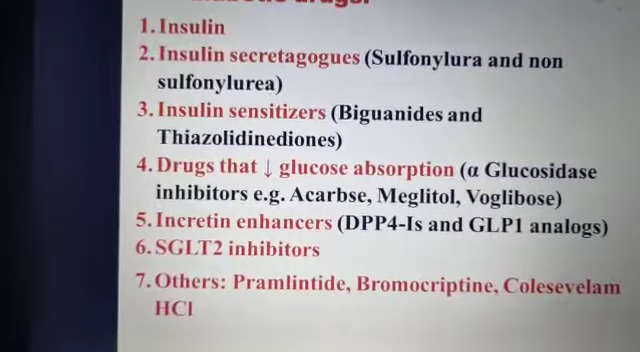 1. Insulin
2. Insulin secretagogues (Sulfonylura and non
sulfonylurea)
3. Insulin sensitizers (Biguanides and
Thiazolidinediones)
4. Drugs that ↓ glucose absorption (α Glucosidase
inhibitors e.g. Acarbse, Meglitol, Voglibose)
5. Incretin enhancers (DPP4-Is and GLP1 analogs)
6. SGLT2 inhibitors
7. Others: Pramlintide, Bromocriptine, Colesevelam
HCl